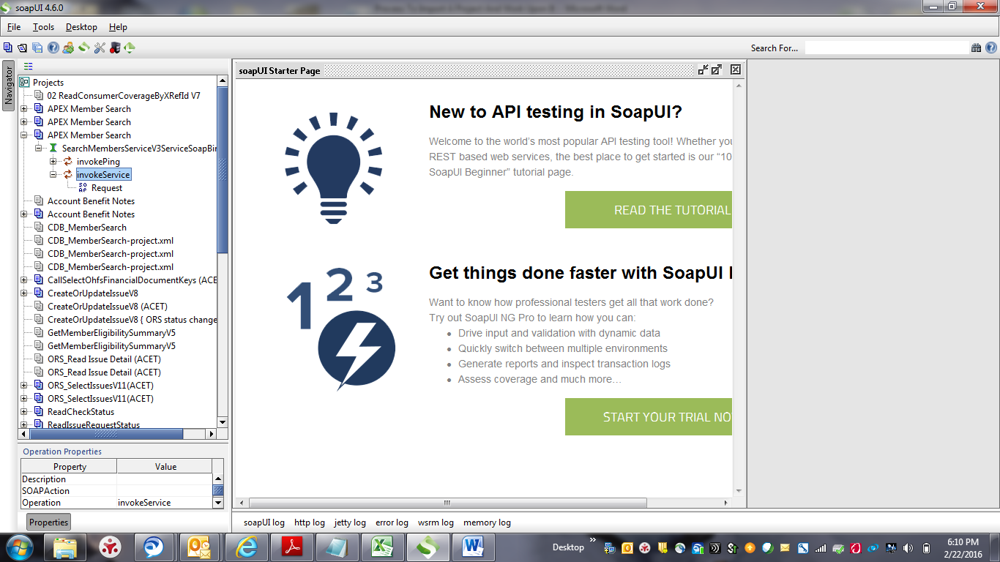 soapUI 4.6.0
File Tools Desktop Help
Search For...
Navigator
Projects
02 ReadConsumerCoverageByXRefId V7
APEX Member Search
APEX Member Search
APEX Member Search
SearchMembersServiceV3ServiceSoapBin
invokePing
invokeService
Request
Account Benefit Notes
Account Benefit Notes
CDB_MemberSearch
CDB_MemberSearch-project.xml
CDB_MemberSearch-project.xml
CDB_MemberSearch-project.xml
CallSelectOhfsFinancialDocumentKeys (ACE
CreateOrUpdateIssueV8
CreateOrUpdateIssueV8 (ACET)
CreateOrUpdateIssueV8 { ORS status change
GetMemberEligibilitySummaryV5
GetMemberEligibilitySummaryV5
ORS_Read Issue Detail (ACET)
ORS_Read Issue Detail (ACET)
ORS_SelectIssuesV11(ACET)
ORS_SelectIssuesV11(ACET)
ReadCheckStatus
ReadIssueRequestStatus
Operation Properties
Property Value
Description
SOAPAction
Operation invokeService
Properties
soapUI Starter Page
New to API testing in SoapUI?
Welcome to the world's most popular API testing tool! Whether you
REST based web services, the best place to get started is our “10
SoapUI Beginner” tutorial page.
READ THE TUTORIAL
1 2 3
Get things done faster with SoapUI
Want to know how professional testers get all that work done?
Try out SoapUI NG Pro to learn how you can:
Drive input and validation with dynamic data
Quickly switch between multiple environments
Generate reports and inspect transaction logs
Assess coverage and much more…
START YOUR TRIAL NO
soapUI log http log jetty log error log wsrm log memory log
Desktop
6:10 PM
2/22/2016